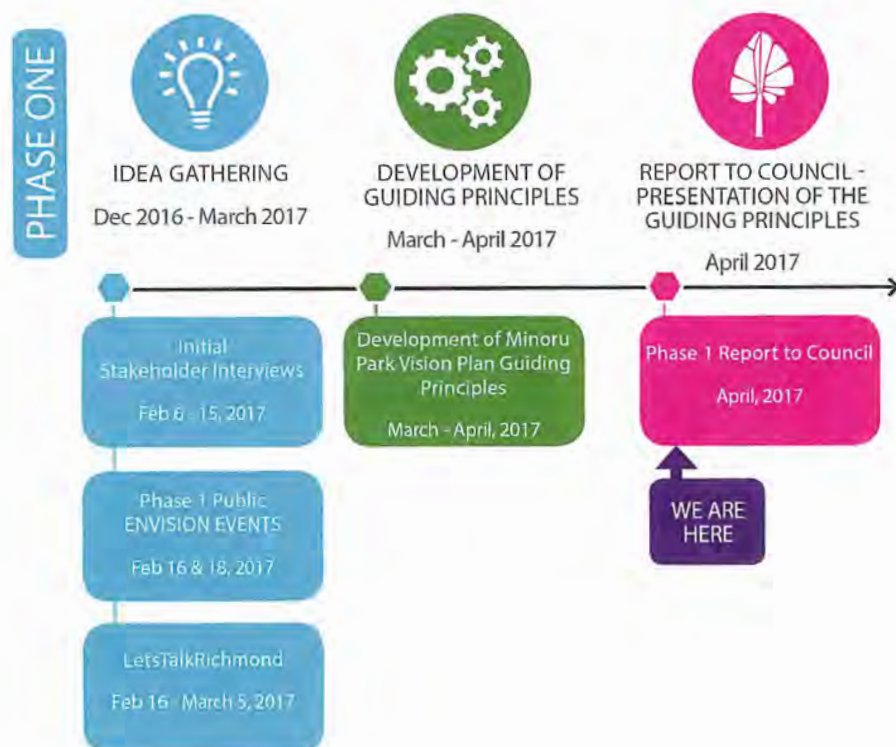 PHASE ONE
IDEA GATHERING
Dec 2016 - March 2017
DEVELOPMENT OF
GUIDING PRINCIPLES
March - April 2017
REPORT TO COUNCIL -
PRESENTATION OF THE
GUIDING PRINCIPLES
April 2017
Initial
Stakeholder Interviews
Feb 6 - 15, 2017
Phase 1 Public
ENVISION EVENTS
Feb 16 & 18, 2017
LetsTalkRichmond
Feb 16 - March 5, 2017
Development of Minoru
Park Vision Plan Guiding
Principles
March - April, 2017
Phase 1 Report to Council
April, 2017
WE ARE
HERE